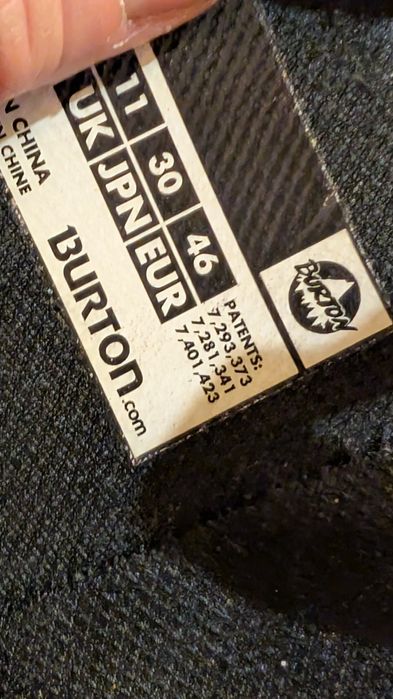 11
30
46
UK
JPN
EUR
N CHINA
N CHINE
BURTON.com
PATENTS:
7,293,373
7,281,341
7,401,423
BURTON